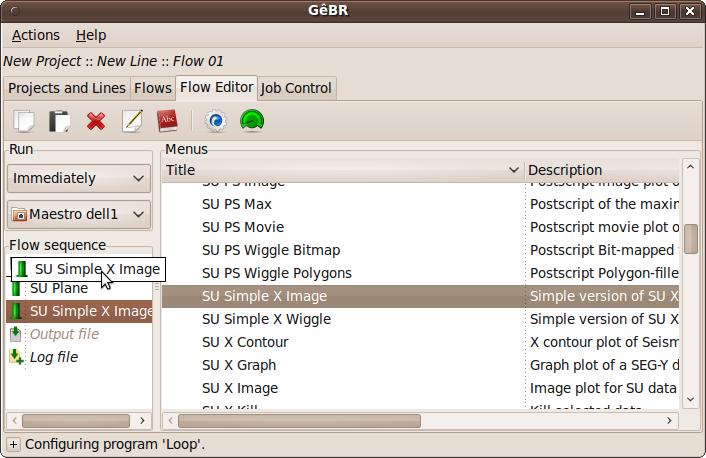 GêBR
Actions Help
New Project :: New Line :: Flow 01
Projects and Lines Flows Flow Editor Job Control
Abc
Run
Immediately
Maestro dell1
Flow sequence
SU Simple X Image
SU Plane
SU Simple X Image
Output file
Log file
Menus
Title Description
SU PS Image Postscript image plot of
SU PS Max Postscript of the maxim
SU PS Movie Postscript movie plot o
SU PS Wiggle Bitmap Postscript Bit-mapped
SU PS Wiggle Polygons Postscript Polygon-fille
SU Simple X Image Simple version of SU X
SU Simple X Wiggle Simple version of SU X
SU X Contour X contour plot of Seism
SU X Graph Graph plot of a SEG-Y d
SU X Image Image plot for SU data
SU X Kill Kill selected data
Configuring program 'Loop'.